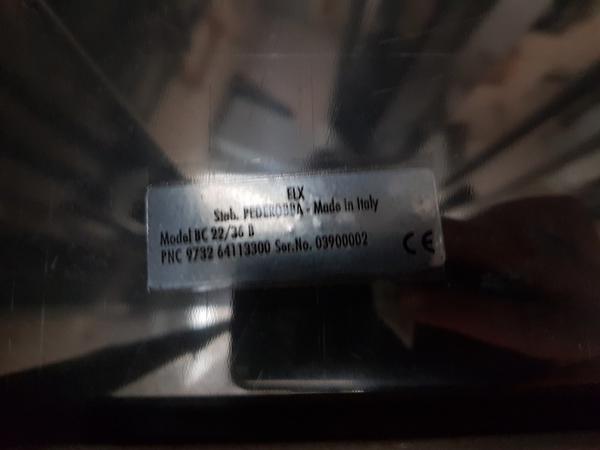 ELX
Stab. PEDEROBBA - Made in Italy
Model BC 22/36 B
PNC 9732 64113300 Ser.No. 03900002
CE